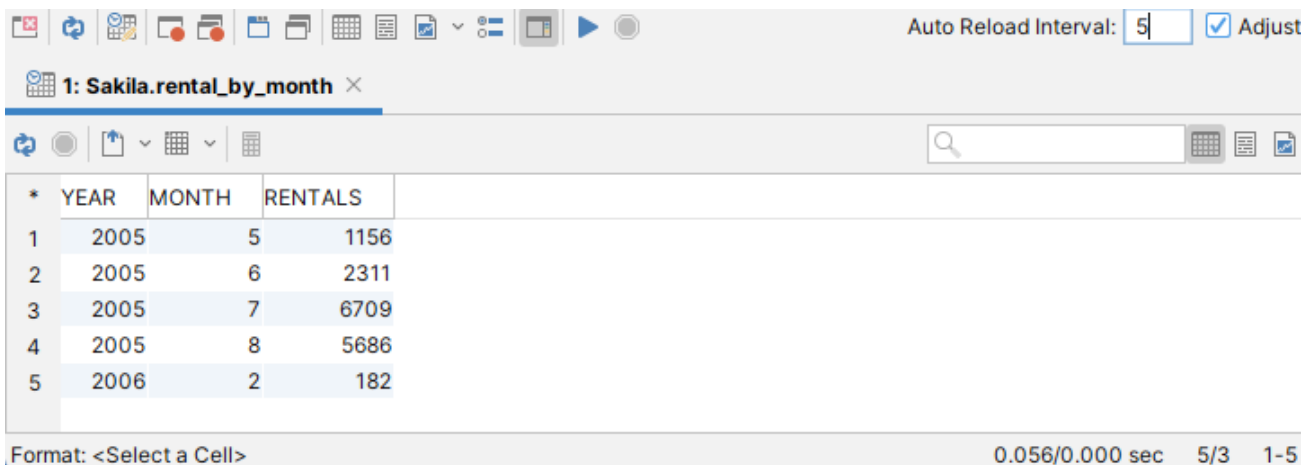 Auto Reload Interval: 5 Adjust
1: Sakila.rental_by_month
* YEAR MONTH RENTALS
1 2005 5 1156
2 2005 6 2311
3 2005 7 6709
4 2005 8 5686
5 2006 2 182
Format: <Select a Cell> 0.056/0.000 sec 5/3 1-5